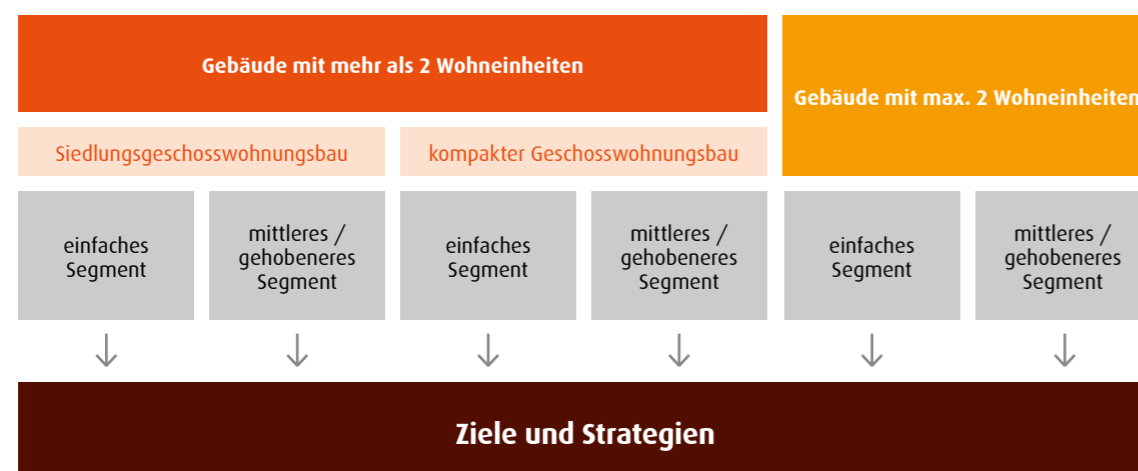 Gebäude mit mehr als 2 Wohneinheiten
Gebäude mit max. 2 Wohneinheiten
Siedlungsgeschosswohnungsbau
kompakter Geschosswohnungsbau
einfaches
Segment
mittleres /
gehobeneres
Segment
einfaches
Segment
mittleres /
gehobeneres
Segment
einfaches
Segment
mittleres /
gehobeneres
Segment
Ziele und Strategien